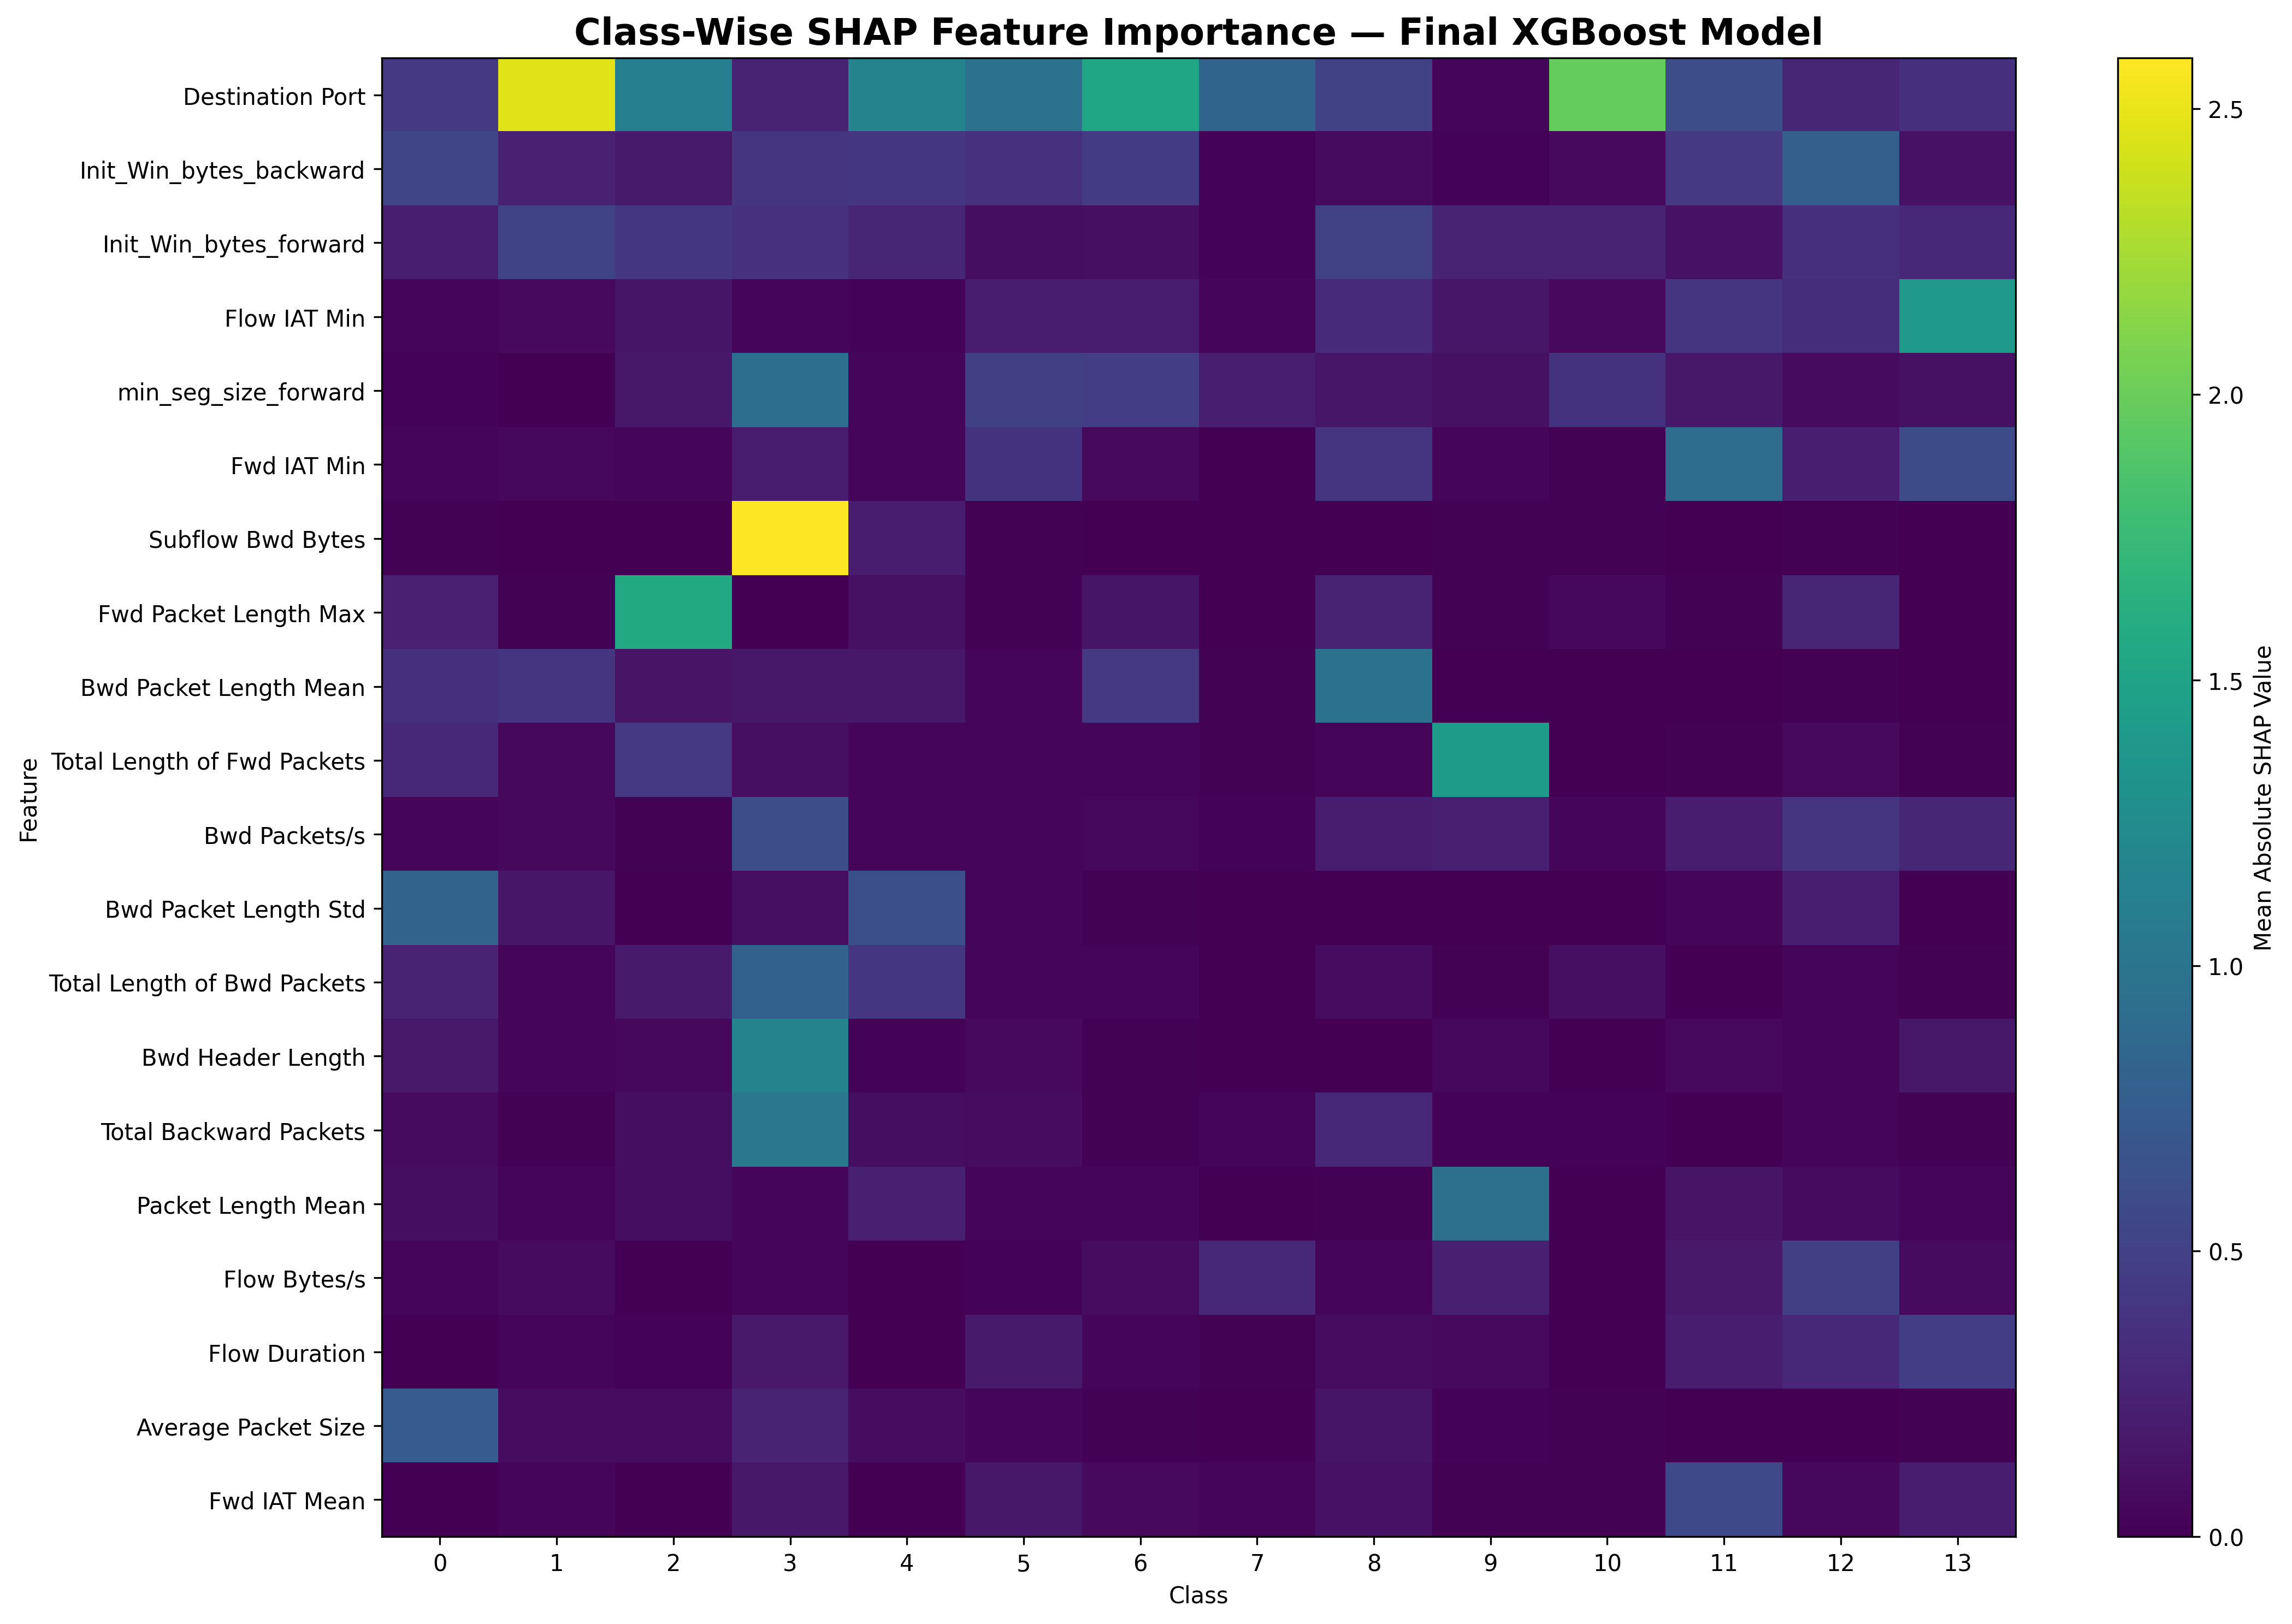 Class-Wise SHAP Feature Importance — Final XGBoost Model
Feature
Destination Port
Init_Win_bytes_backward
Init_Win_bytes_forward
Flow IAT Min
min_seg_size_forward
Fwd IAT Min
Subflow Bwd Bytes
Fwd Packet Length Max
Bwd Packet Length Mean
Total Length of Fwd Packets
Bwd Packets/s
Bwd Packet Length Std
Total Length of Bwd Packets
Bwd Header Length
Total Backward Packets
Packet Length Mean
Flow Bytes/s
Flow Duration
Average Packet Size
Fwd IAT Mean
0 1 2 3 4 5 6 7 8 9 10 11 12 13
Class
2.5
2.0
1.5
1.0
0.5
0.0
Mean Absolute SHAP Value